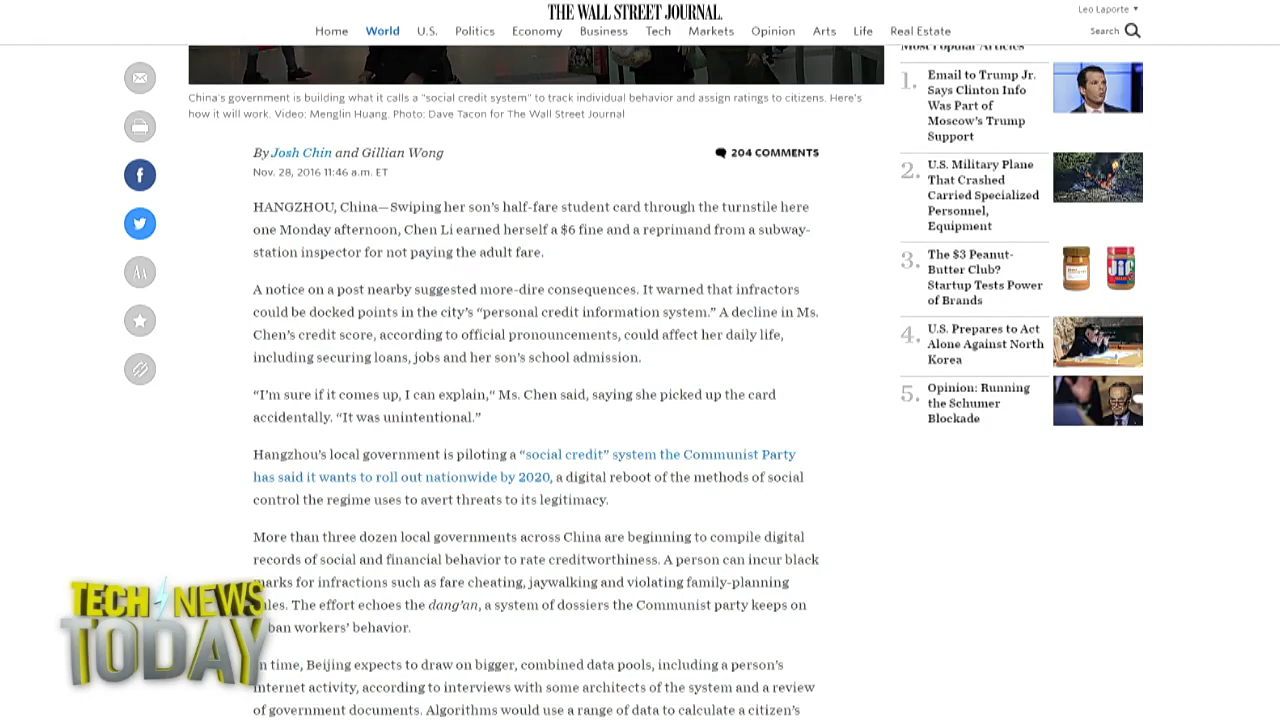 THE WALL STREET JOURNAL.
Leo Laporte
Home World U.S. Politics Economy Business Tech Markets Opinion Arts Life Real Estate
Search
China's government is building what it calls a "social credit system" to track individual behavior and assign ratings to citizens. Here's
how it will work. Video: Menglin Huang. Photo: Dave Tacon for The Wall Street Journal
By Josh Chin and Gillian Wong
204 COMMENTS
Nov. 28, 2016 11:46 a.m. ET
HANGZHOU, China—Swiping her son's half-fare student card through the turnstile here
one Monday afternoon, Chen Li earned herself a $6 fine and a reprimand from a subway-
station inspector for not paying the adult fare.
A notice on a post nearby suggested more-dire consequences. It warned that infractors
could be docked points in the city's "personal credit information system." A decline in Ms.
Chen's credit score, according to official pronouncements, could affect her daily life,
including securing loans, jobs and her son's school admission.
"I'm sure if it comes up, I can explain," Ms. Chen said, saying she picked up the card
accidentally. "It was unintentional."
Hangzhou's local government is piloting a "social credit" system the Communist Party
has said it wants to roll out nationwide by 2020, a digital reboot of the methods of social
control the regime uses to avert threats to its legitimacy.
More than three dozen local governments across China are beginning to compile digital
records of social and financial behavior to rate creditworthiness. A person can incur black
marks for infractions such as fare cheating, jaywalking and violating family-planning
les. The effort echoes the dang'an, a system of dossiers the Communist party keeps on
ban workers' behavior.
n time, Beijing expects to draw on bigger, combined data pools, including a person's
internet activity, according to interviews with some architects of the system and a review
of government documents. Algorithms would use a range of data to calculate a citizen's
Most Popular Articles
1. Email to Trump Jr.
Says Clinton Info
Was Part of
Moscow's Trump
Support
2. U.S. Military Plane
That Crashed
Carried Specialized
Personnel,
Equipment
3. The $3 Peanut-
Butter Club?
Startup Tests Power
of Brands
Jif
4. U.S. Prepares to Act
Alone Against North
Korea
5. Opinion: Running
the Schumer
Blockade
f
AA
TECH NEWS
TODAY